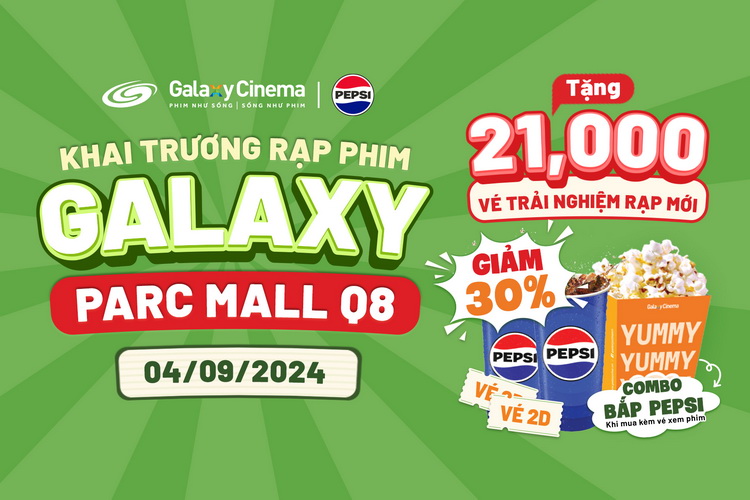 Galaxy Cinema
PHIM NHƯ SỐNG | SỐNG NHƯ PHIM
PEPSI
KHAI TRƯƠNG RẠP PHIM
GALAXY
PARC MALL Q8
04/09/2024
Tặng
21,000
VÉ TRẢI NGHIỆM RẠP MỚI
GIẢM
30%
PEPSI
PEPSI
Galaxy Cinema
YUMMY
YUMMY
VÉ 2D
VÉ 2D
COMBO
BẮP PEPSI
Khi mua kèm vé xem phim